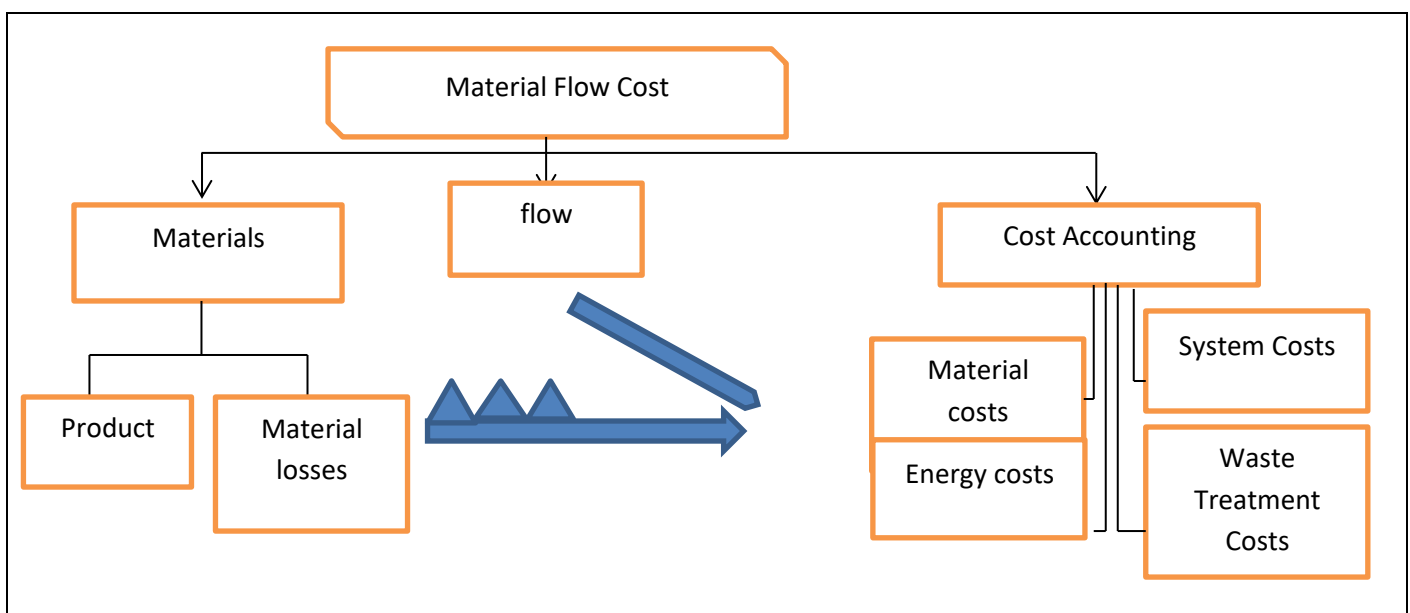 Material Flow Cost
Materials
flow
Cost Accounting
Product
Material
losses
Material
costs
Energy costs
System Costs
Waste
Treatment
Costs